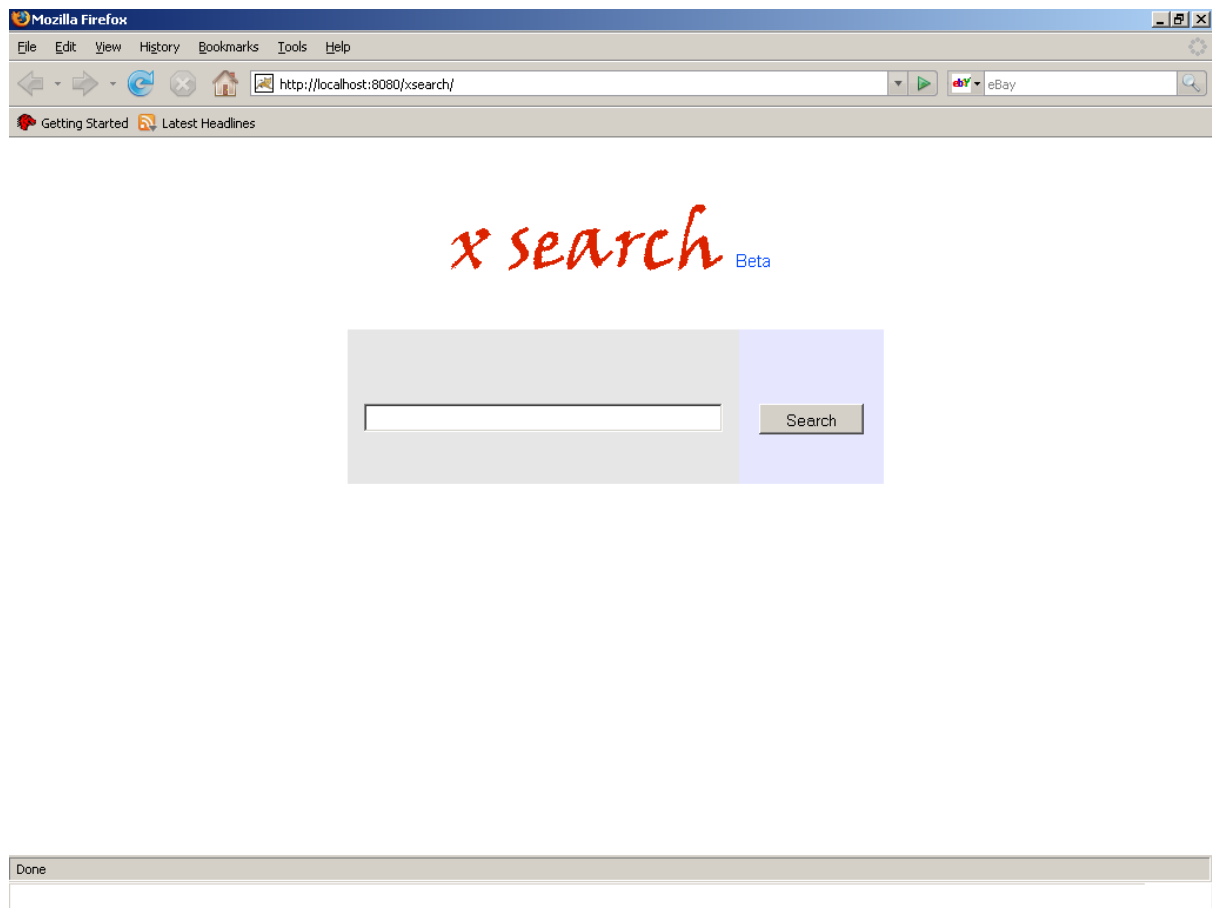 Mozilla Firefox
File Edit View History Bookmarks Tools Help
http://localhost:8080/xsearch/ ebY eBay
Getting Started Latest Headlines
x search Beta
Search
Done